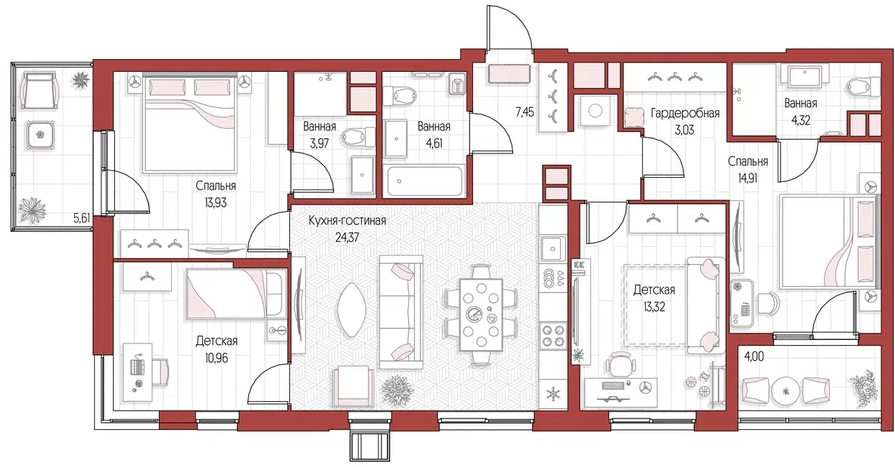 7.45
Гардеробная
3.03
Ванная
4.32
Ванная
3.97
Ванная
4.61
Спальня
13.93
Спальня
14.91
5.61
Кухня-гостиная
24.37
Детская
13.32
Детская
10.96
4.00